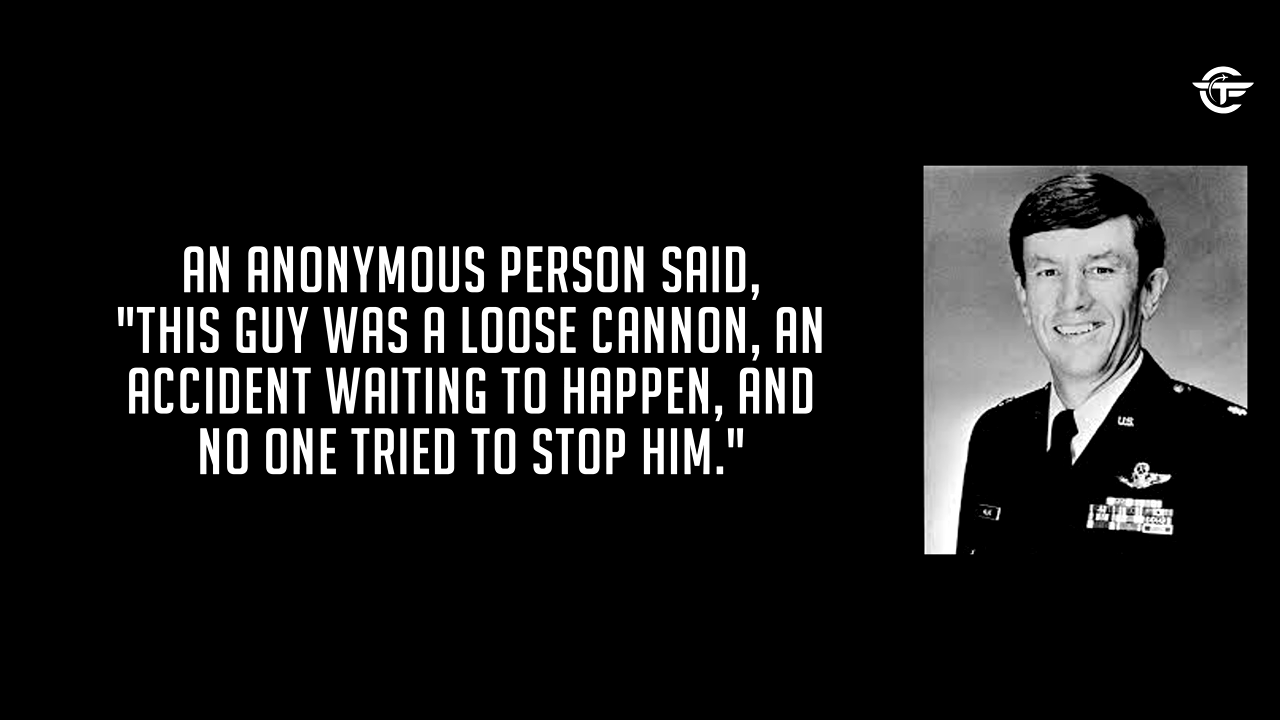 AN ANONYMOUS PERSON SAID,
"THIS GUY WAS A LOOSE CANNON, AN
ACCIDENT WAITING TO HAPPEN, AND
NO ONE TRIED TO STOP HIM."
U.S.